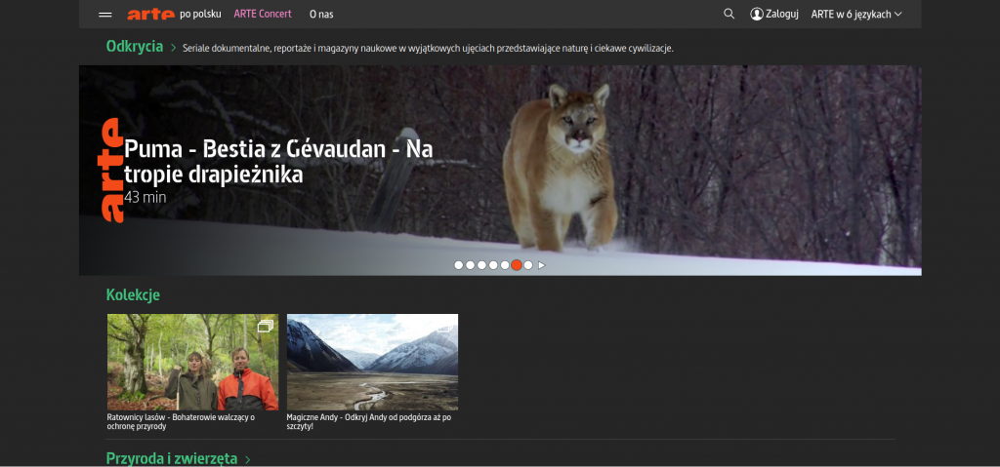 arte po polsku ARTE Concert O nas Zaloguj ARTE w 6 językach
Odkrycia Seriale dokumentalne, reportaże i magazyny naukowe w wyjątkowych ujęciach przedstawiające naturę i ciekawe cywilizacje.
arte
Puma - Bestia z Gévaudan - Na
tropie drapieżnika
43 min
Kolekcje
Ratownicy lasów - Bohaterowie walczący o
ochronę przyrody
Magiczne Andy - Odkryj Andy od podgórza aż po
szczyty!
Przyroda i zwierzęta